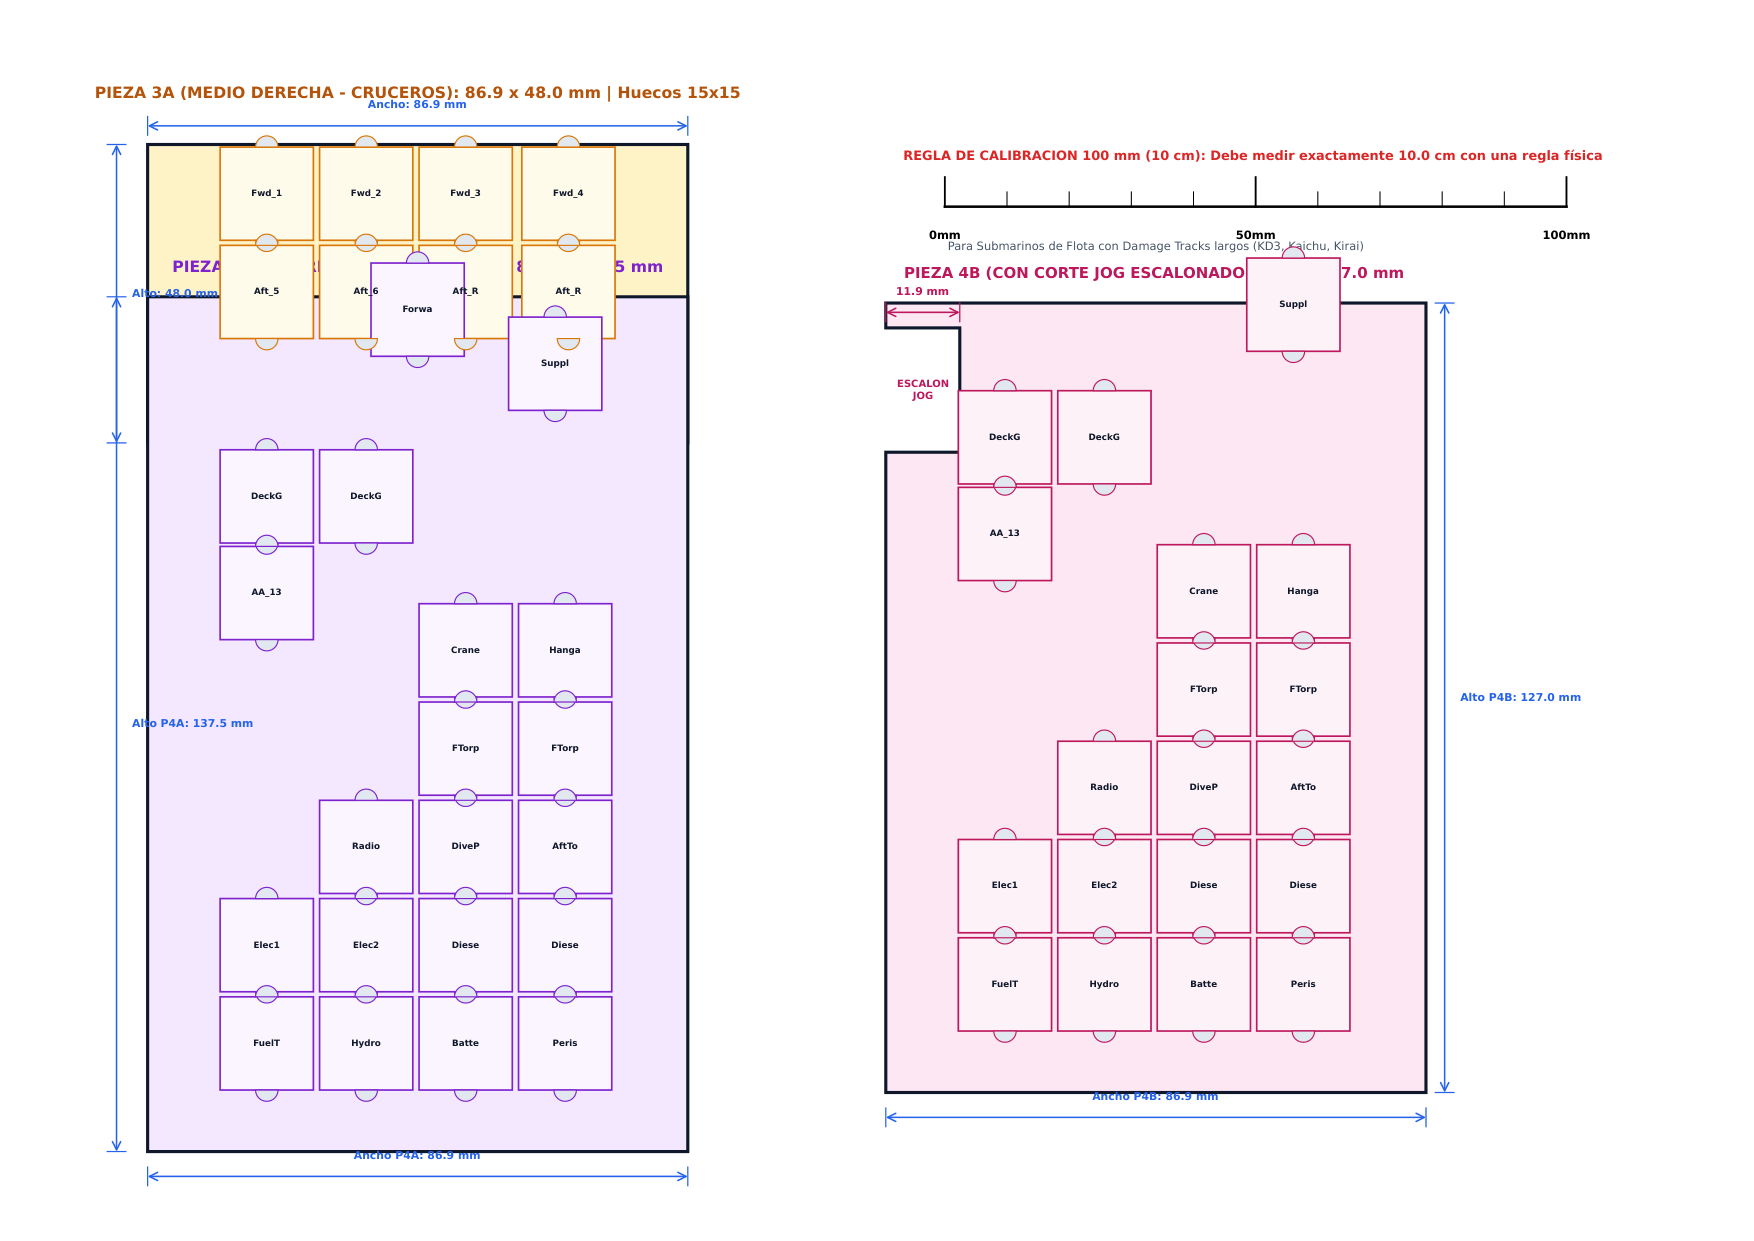 PIEZA 3A (MEDIO DERECHA - CRUCEROS): 86.9 x 48.0 mm | Huecos 15x15
Ancho: 86.9 mm
Fwd_1 Fwd_2 Fwd_3 Fwd_4
PIEZA 5 mm
Aft_5 Aft_6 Aft_R Aft_R
Alto: 48.0 mm
Forwa
Suppl
DeckG DeckG
AA_13
Crane Hanga
FTorp FTorp
Alto P4A: 137.5 mm
Radio DiveP AftTo
Elec1 Elec2 Diese Diese
FuelT Hydro Batte Peris
Ancho P4A: 86.9 mm
REGLA DE CALIBRACION 100 mm (10 cm): Debe medir exactamente 10.0 cm con una regla física
0mm 50mm 100mm
Para Submarinos de Flota con Damage Tracks largos (KD3, Kaichu, Kirai)
PIEZA 4B (CON CORTE JOG ESCALONADO 7.0 mm
11.9 mm
Suppl
ESCALON
JOG
DeckG DeckG
AA_13
Crane Hanga
FTorp FTorp
Alto P4B: 127.0 mm
Radio DiveP AftTo
Elec1 Elec2 Diese Diese
FuelT Hydro Batte Peris
Ancho P4B: 86.9 mm